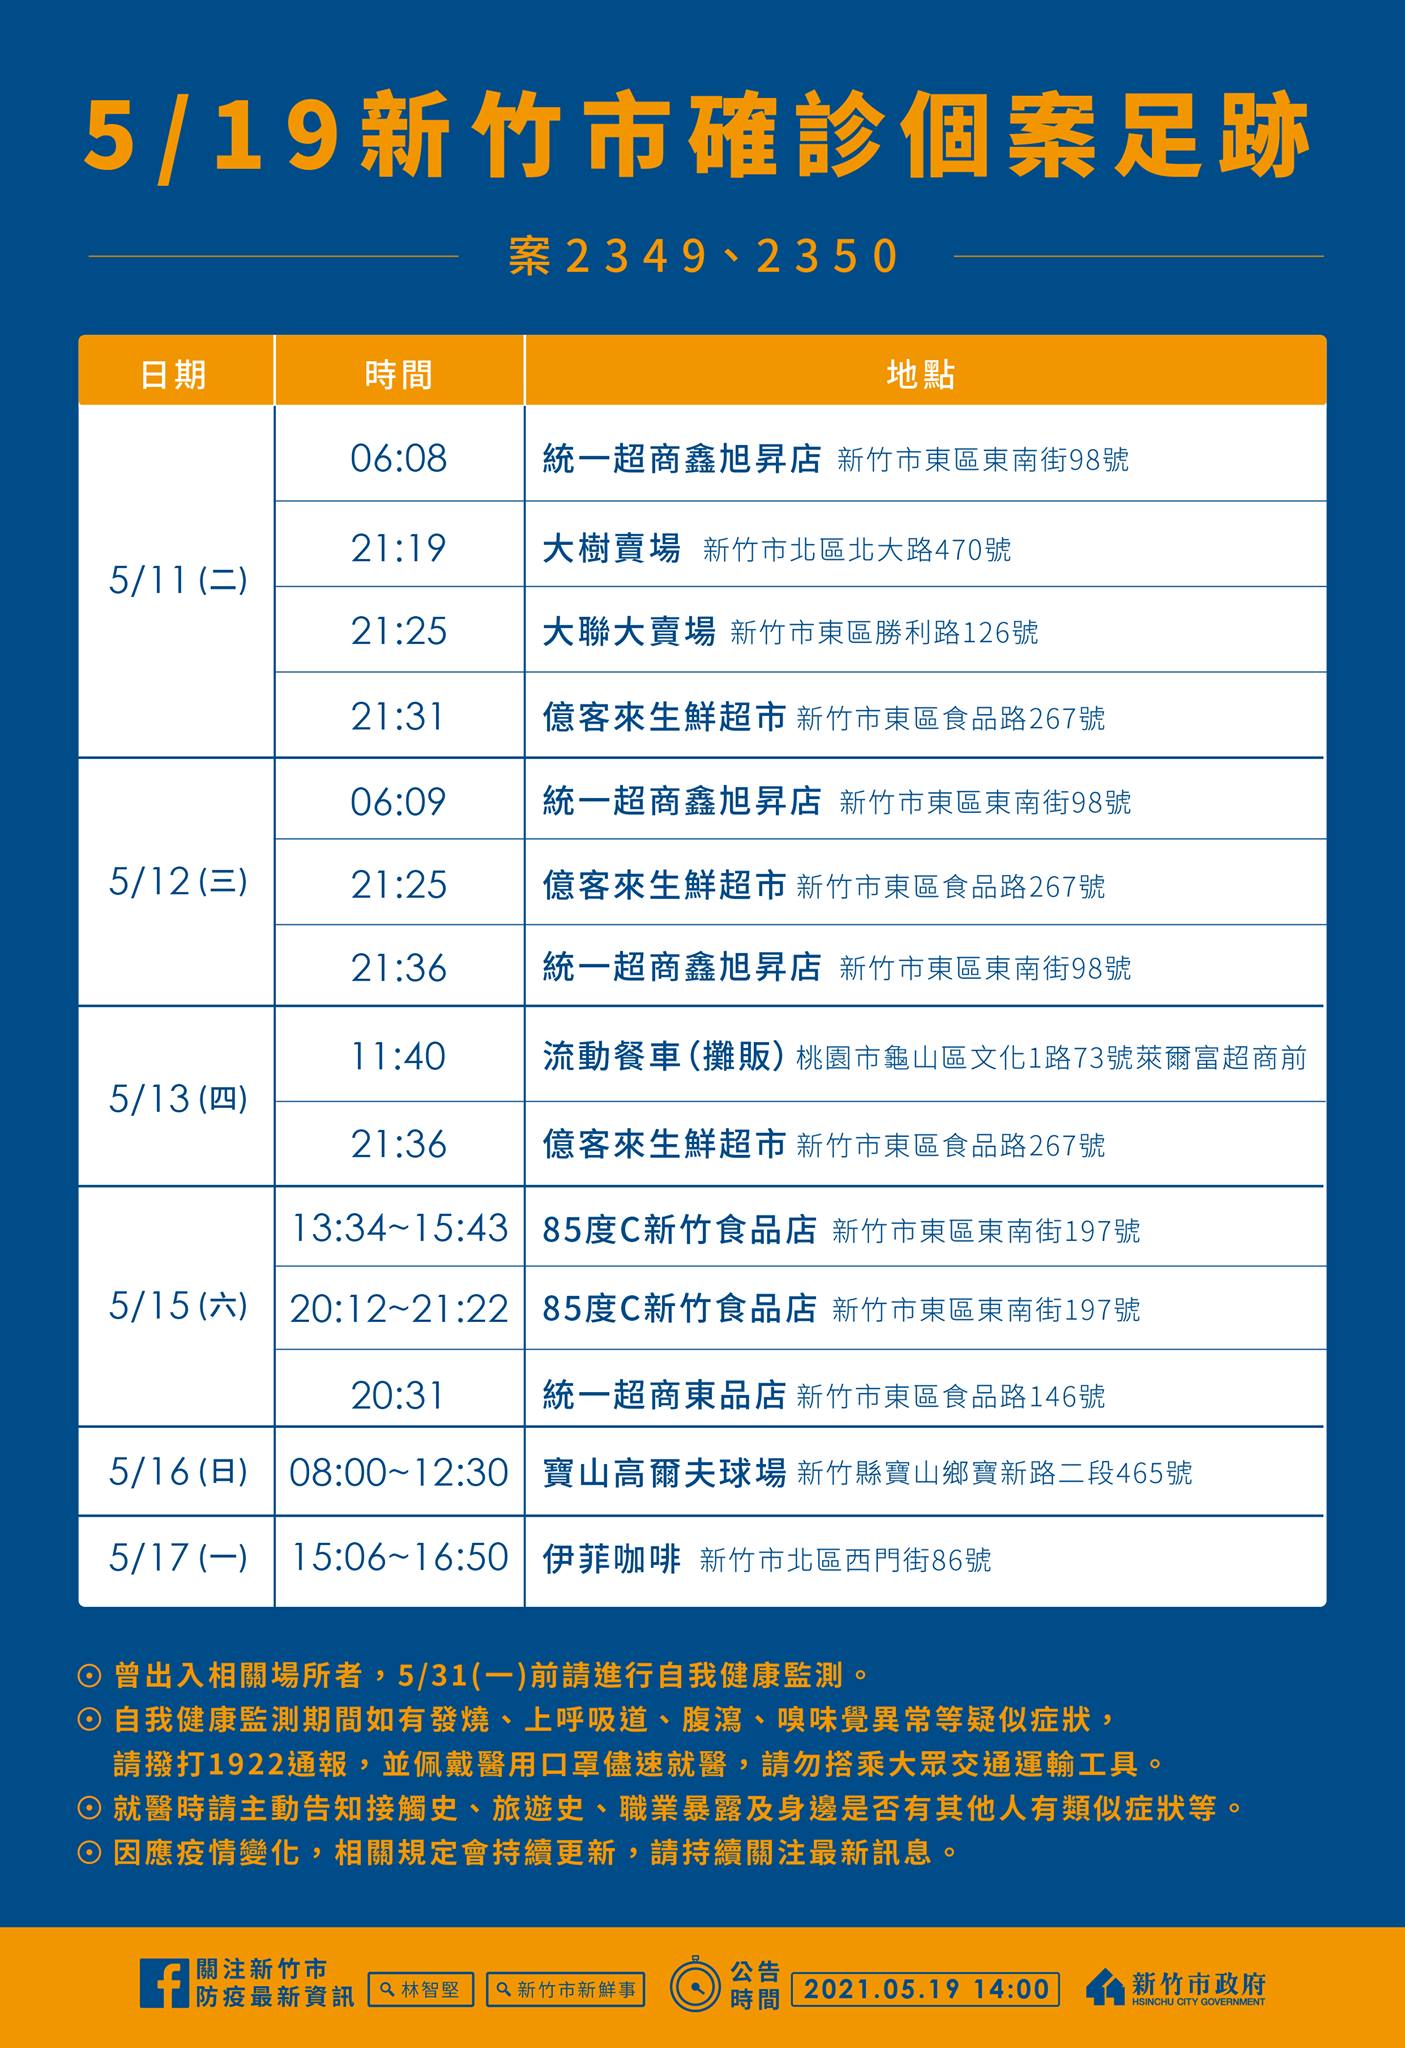 5/19新竹市確診個案足跡
案2349、2350
日期 時間 地點
5/11(二)
06:08 統一超商鑫旭昇店 新竹市東區東南街98號
21:19 大樹賣場 新竹市北區北大路470號
21:25 大聯大賣場 新竹市東區勝利路126號
21:31 億客來生鮮超市 新竹市東區食品路267號
5/12(三)
06:09 統一超商鑫旭昇店 新竹市東區東南街98號
21:25 億客來生鮮超市 新竹市東區食品路267號
21:36 統一超商鑫旭昇店 新竹市東區東南街98號
5/13(四)
11:40 流動餐車(攤販) 桃園市龜山區文化1路73號萊爾富超商前
21:36 億客來生鮮超市 新竹市東區食品路267號
5/15(六)
13:34~15:43 85度C新竹食品店 新竹市東區東南街197號
20:12~21:22 85度C新竹食品店 新竹市東區東南街197號
20:31 統一超商東品店 新竹市東區食品路146號
5/16(日) 08:00~12:30 寶山高爾夫球場 新竹縣寶山鄉寶新路二段465號
5/17(一) 15:06~16:50 伊菲咖啡 新竹市北區西門街86號
⊙ 曾出入相關場所者，5/31(一)前請進行自我健康監測。
⊙ 自我健康監測期間如有發燒、上呼吸道、腹瀉、嗅味覺異常等疑似症狀，
請撥打1922通報，並佩戴醫用口罩儘速就醫，請勿搭乘大眾交通運輸工具。
⊙ 就醫時請主動告知接觸史、旅遊史、職業暴露及身邊是否有其他人有類似症狀等。
⊙ 因應疫情變化，相關規定會持續更新，請持續關注最新訊息。
關注新竹市
防疫最新資訊
林智堅
新竹市新鮮事
公告
時間
2021.05.19 14:00
新竹市政府
HSINCHU CITY GOVERNMENT